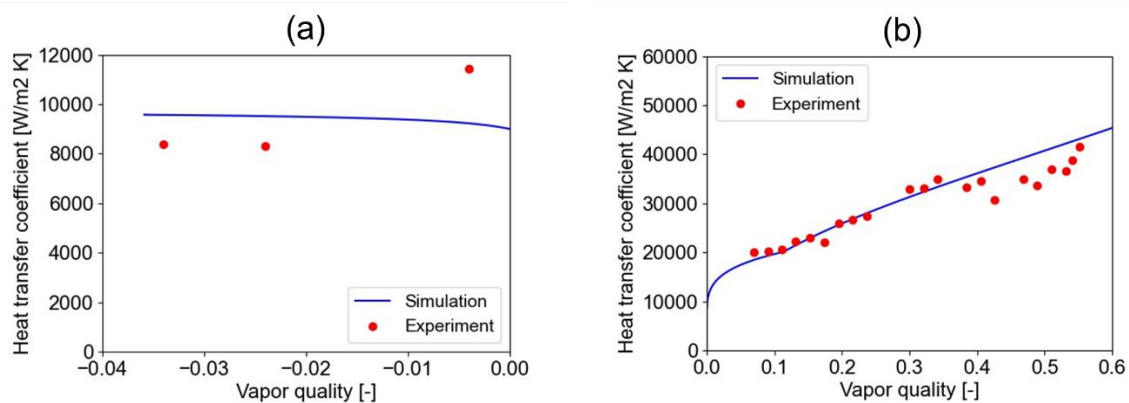 (a)
Heat transfer coefficient [W/m2 K]
12000
10000
8000
6000
4000
2000
0
Simulation
Experiment
−0.04
−0.03
−0.02
−0.01
0.00
Vapor quality [-]
(b)
Heat transfer coefficient [W/m2 K]
60000
50000
40000
30000
20000
10000
0
Simulation
Experiment
0.0
0.1
0.2
0.3
0.4
0.5
0.6
Vapor quality [-]